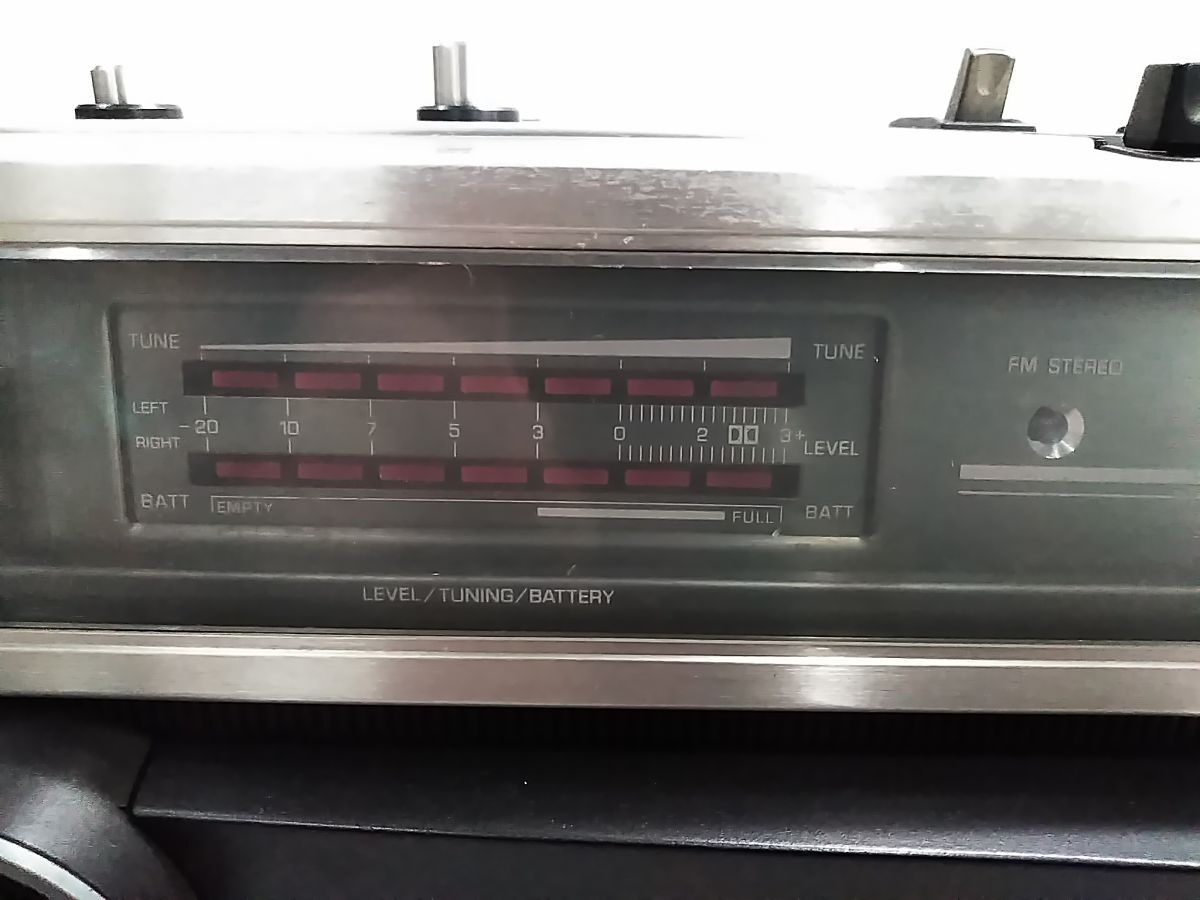 TUNE TUNE
FM STEREO
LEFT
-20 10 7 5 3 0 2 3+
RIGHT LEVEL
BATT EMPTY FULL BATT
LEVEL/TUNING/BATTERY